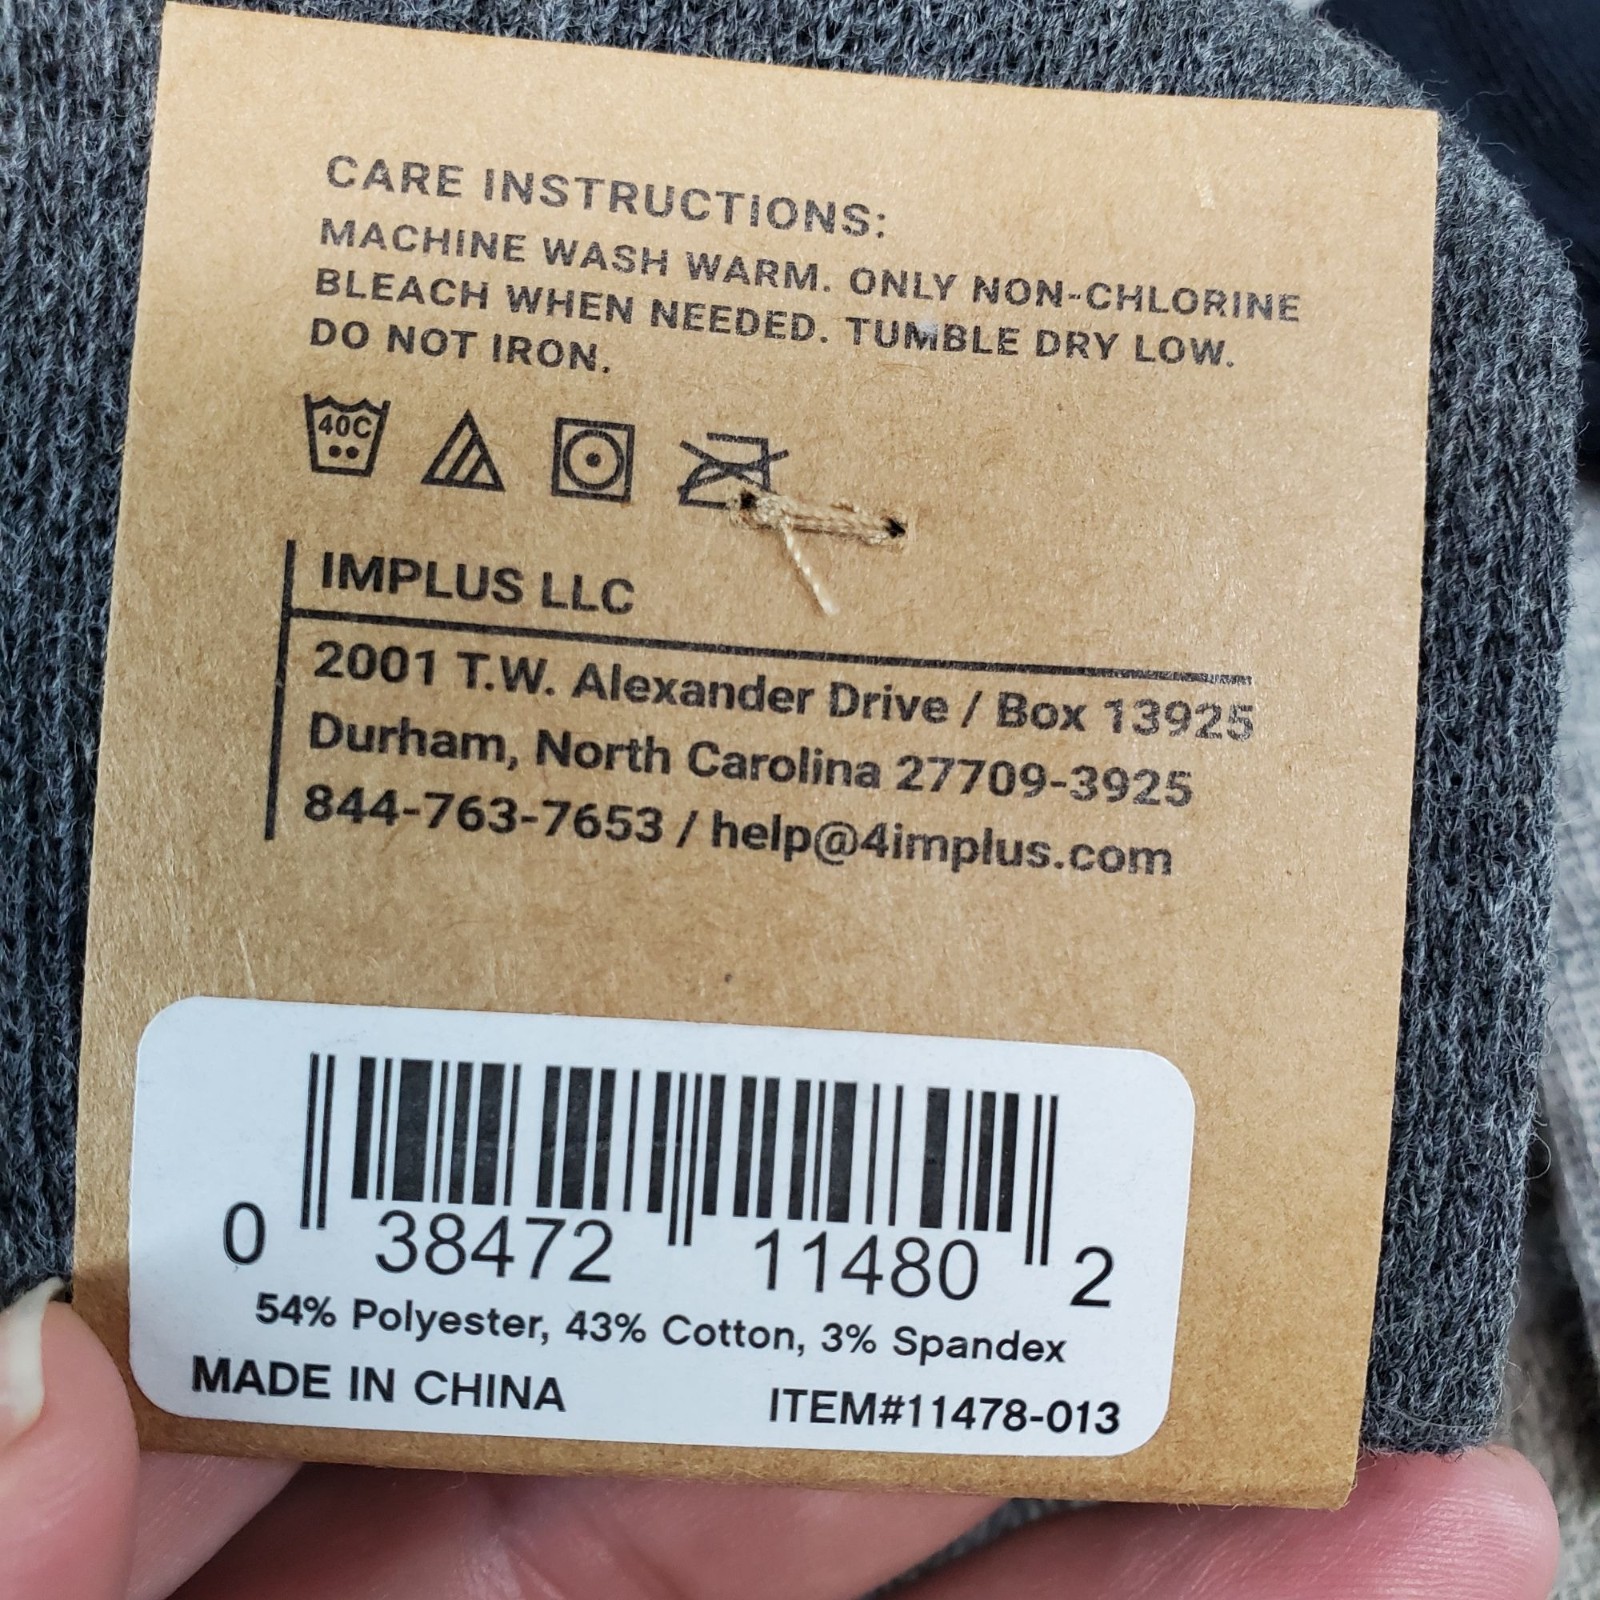 CARE INSTRUCTIONS:
MACHINE WASH WARM. ONLY NON-CHLORINE
BLEACH WHEN NEEDED. TUMBLE DRY LOW.
DO NOT IRON.
40C
IMPLUS LLC
2001 T.W. Alexander Drive / Box 13925
Durham, North Carolina 27709-3925
844-763-7653 / help@4implus.com
0 38472 11480 2
54% Polyester, 43% Cotton, 3% Spandex
MADE IN CHINA ITEM#11478-013